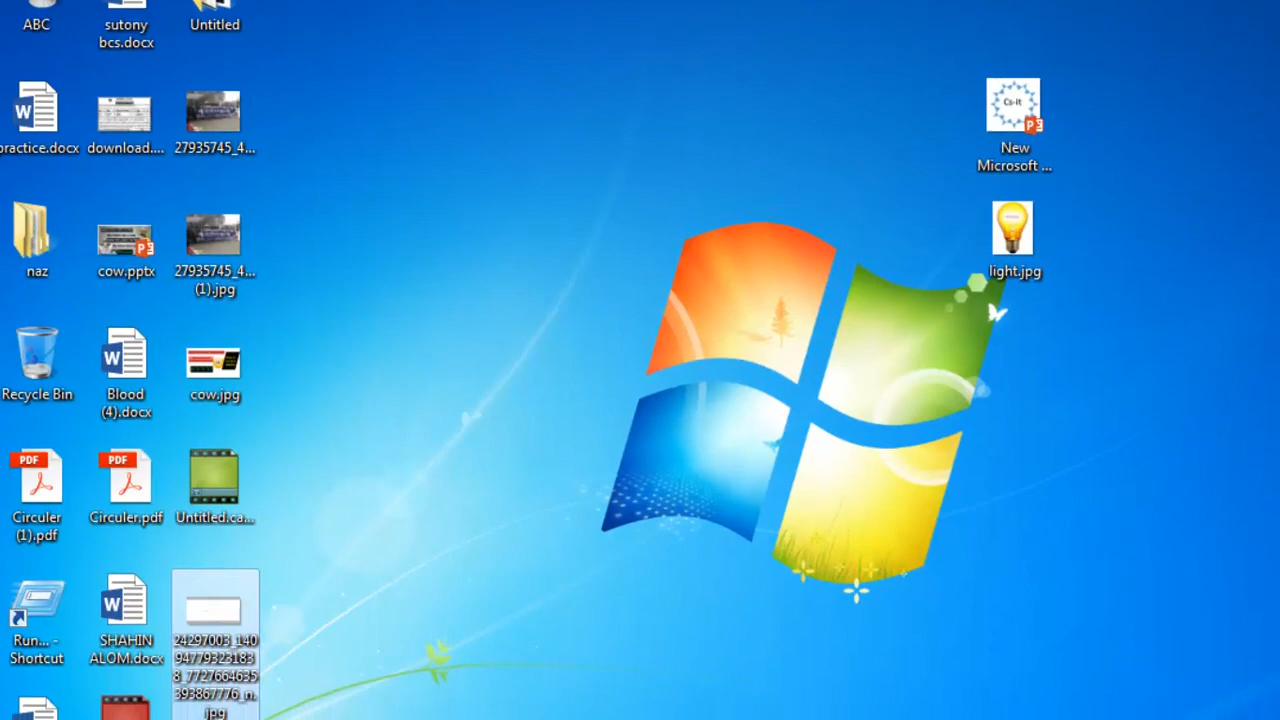 ABC
sutony
bcs.docx
Untitled
practice.docx
download....
27935745_4...
naz
cow.pptx
27935745_4...
(1).jpg
Recycle Bin
Blood
(4).docx
cow.jpg
PDF
Circuler
(1).pdf
PDF
Circuler.pdf
Untitled.ca...
Run... -
Shortcut
SHAHIN
ALOM.docx
24297003_140
94779323183
8_7727664635
393867776_n.
jpg
Cs-it
New
Microsoft ...
light.jpg